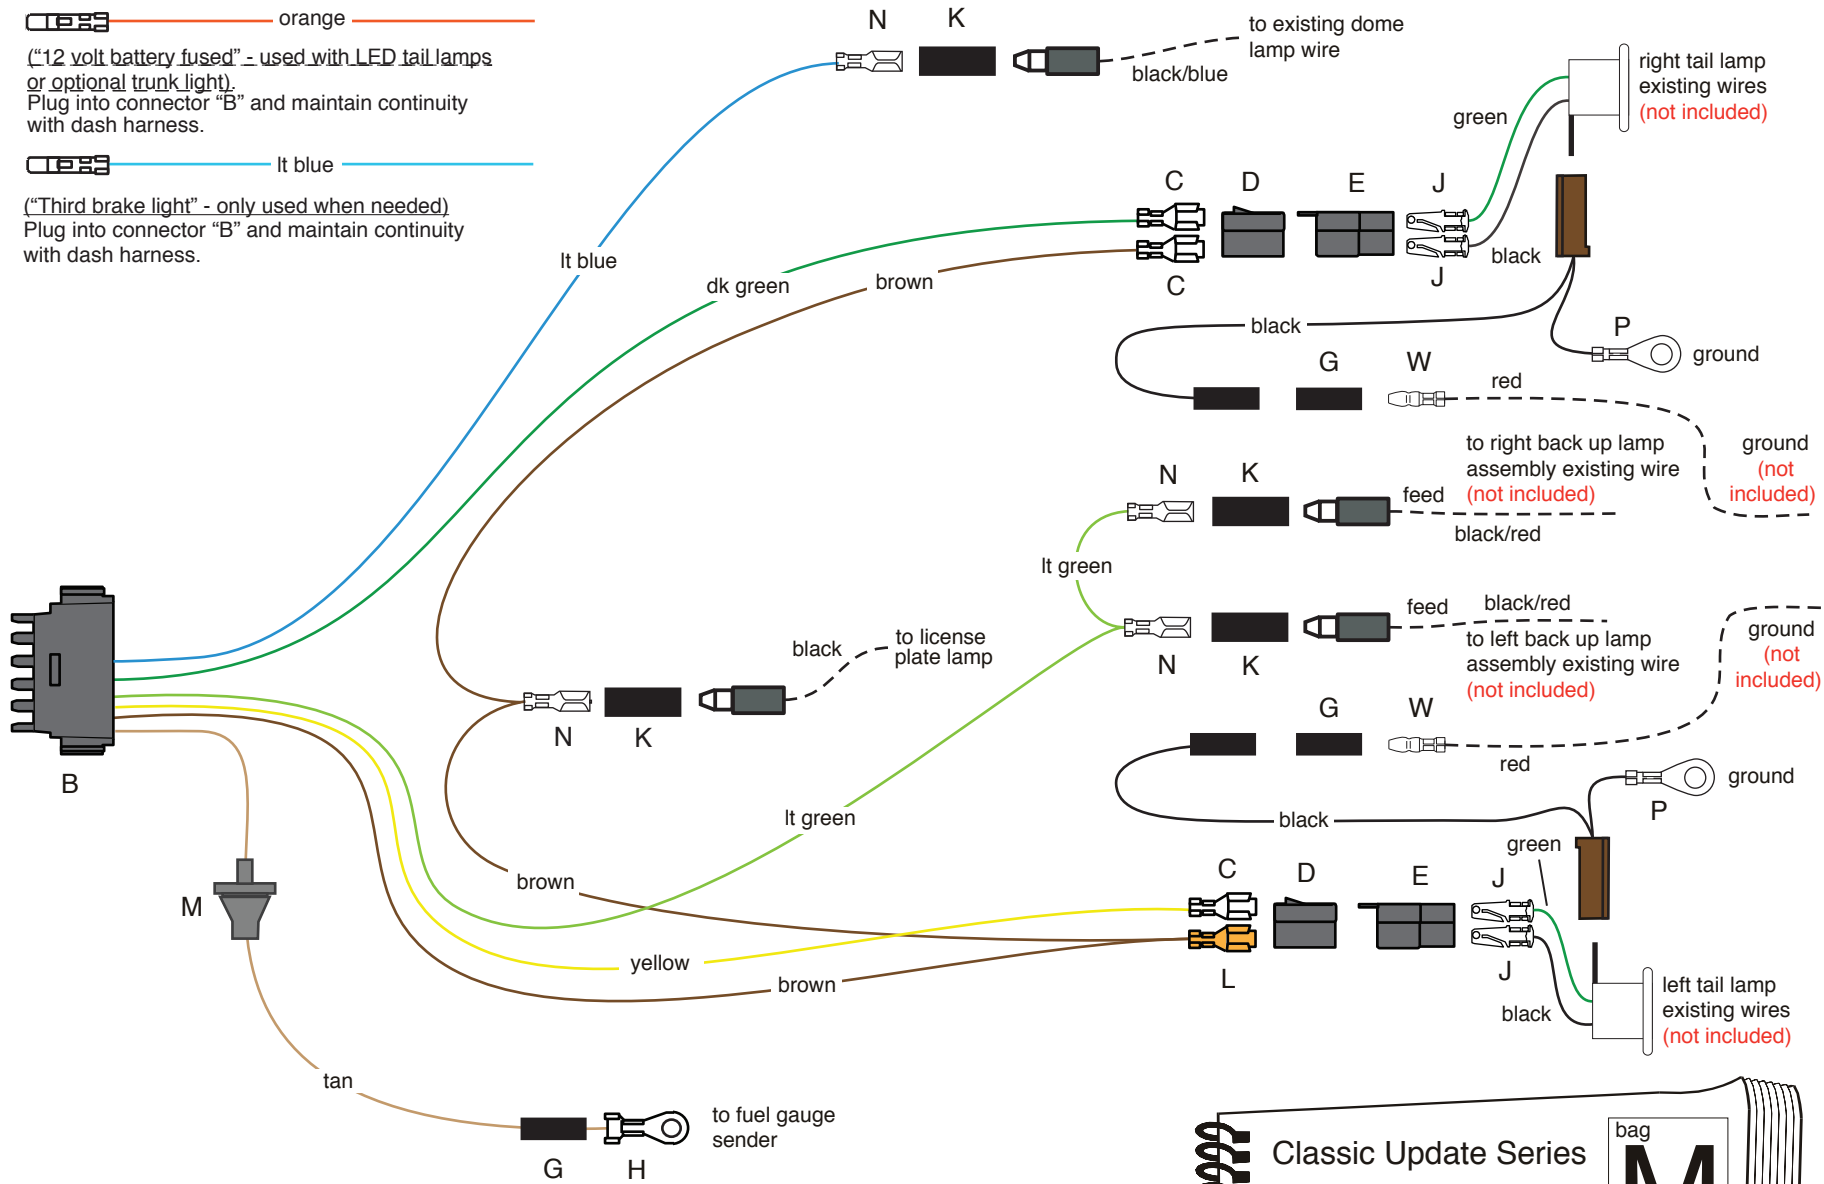 orange
("12 volt battery fused" - used with LED tail lamps
or optional trunk light).
Plug into connector "B" and maintain continuity
with dash harness.
lt blue
("Third brake light" - only used when needed)
Plug into connector "B" and maintain continuity
with dash harness.
N
K
to existing dome
lamp wire
black/blue
right tail lamp
existing wires
(not included)
green
C
D
E
J
C
J
black
lt blue
dk green
brown
black
P
ground
G
W
red
to right back up lamp
assembly existing wire
(not included)
ground
(not
included)
N
K
feed
black/red
lt green
feed
black/red
N
K
to left back up lamp
assembly existing wire
(not included)
ground
(not
included)
black
to license
plate lamp
N
K
G
W
red
B
P
ground
lt green
black
green
brown
C
D
E
J
M
yellow
brown
L
J
black
left tail lamp
existing wires
(not included)
tan
to fuel gauge
sender
G
H
Classic Update Series
bag
M